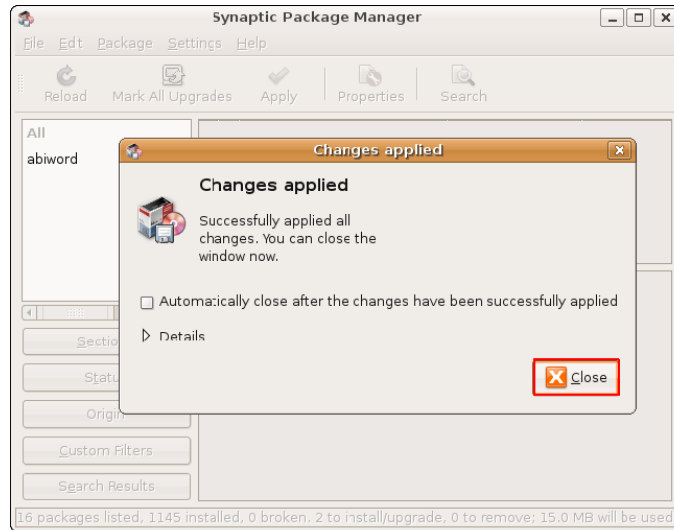 Synaptic Package Manager
File Edit Package Settings Help
Reload Mark All Upgrades Apply Properties Search
All
abiword
Changes applied
Changes applied
Successfully applied all
changes. You can close the
window now.
Automatically close after the changes have been successfully applied
Details
Close
Sectio
Statu
Origin
Custom Filters
Search Results
16 packages listed, 1145 installed, 0 broken, 2 to install/upgrade, 0 to remove; 15.0 MB will be used